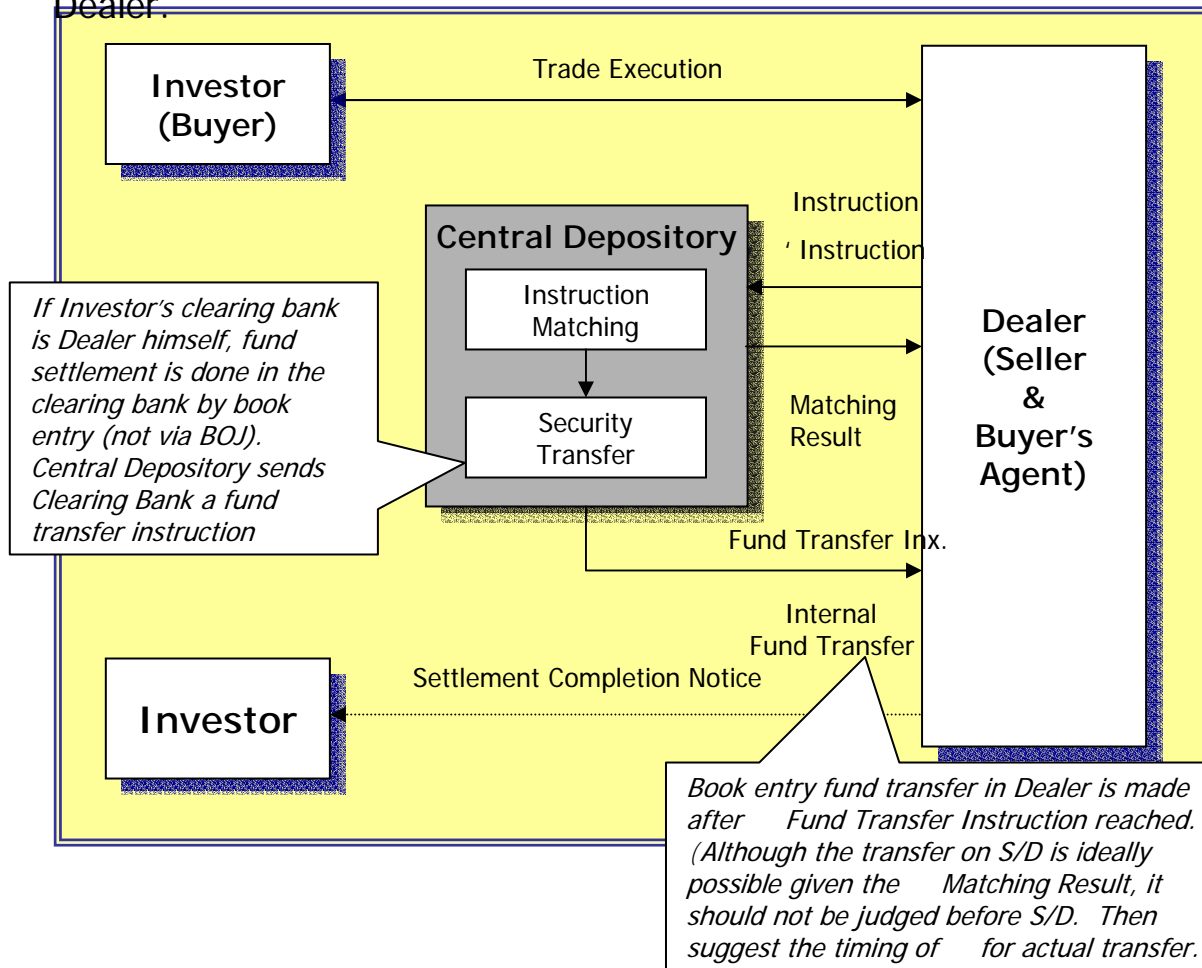 Dealer.
Investor
(Buyer)
Trade Execution
Instruction
‘ Instruction
Central Depository
Instruction
Matching
Security
Transfer
Matching
Result
Dealer
(Seller
&
Buyer's
Agent)
If Investor's clearing bank
is Dealer himself, fund
settlement is done in the
clearing bank by book
entry (not via BOJ).
Central Depository sends
Clearing Bank a fund
transfer instruction
Fund Transfer Inx.
Internal
Fund Transfer
Settlement Completion Notice
Investor
Book entry fund transfer in Dealer is made
after Fund Transfer Instruction reached.
(Although the transfer on S/D is ideally
possible given the Matching Result, it
should not be judged before S/D. Then
suggest the timing of for actual transfer.